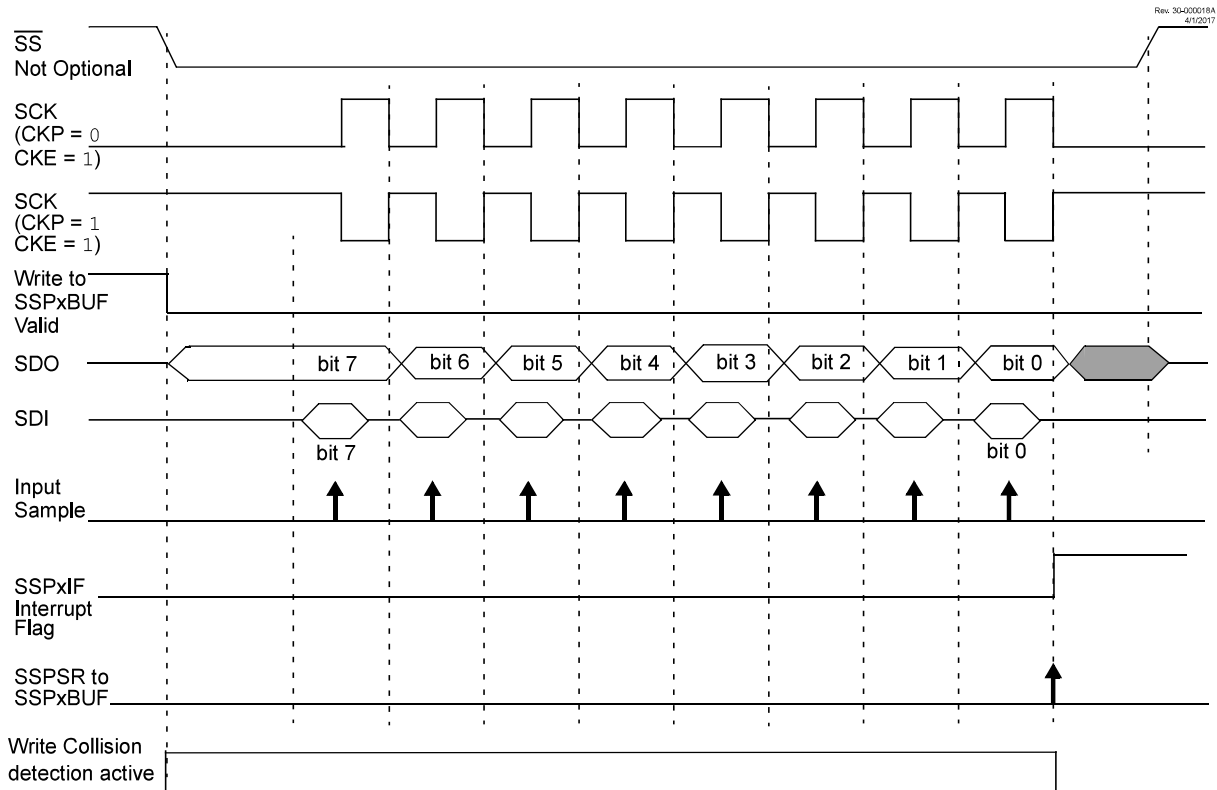 Rev. 30-000018A
4/1/2017
SS
Not Optional
SCK
(CKP = 0
CKE = 1)
SCK
(CKP = 1
CKE = 1)
Write to
SSPxBUF
Valid
SDO
bit 7
bit 6
bit 5
bit 4
bit 3
bit 2
bit 1
bit 0
SDI
bit 7
bit 0
Input
Sample
SSPxIF
Interrupt
Flag
SSPSR to
SSPxBUF
Write Collision
detection active